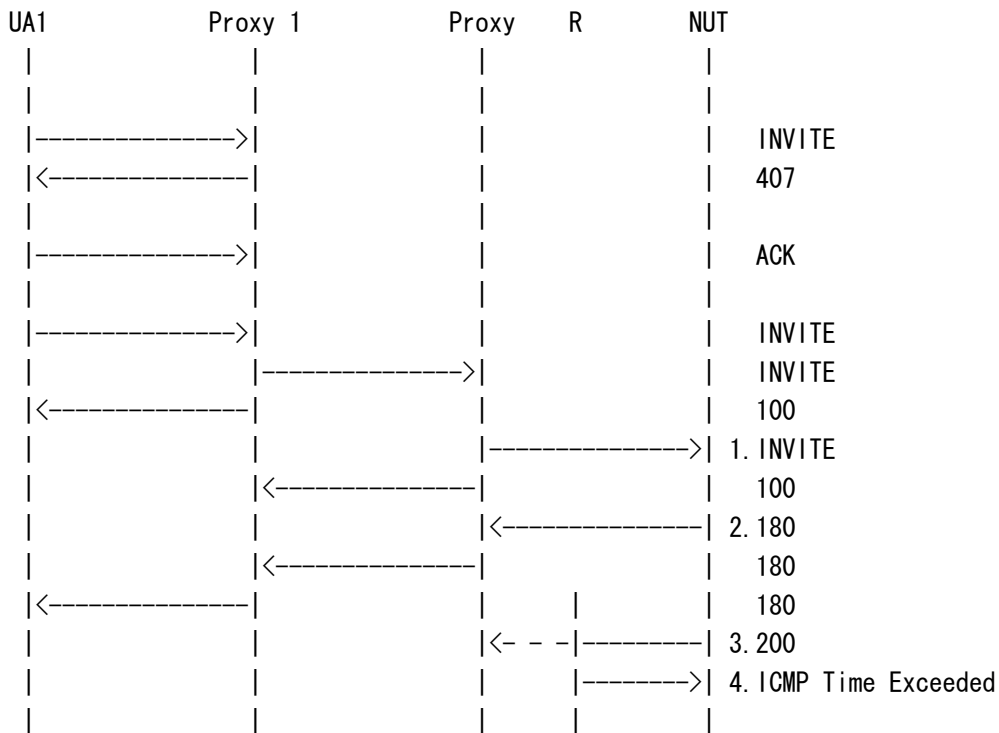 UA1 Proxy 1 Proxy R NUT
| | | |
| | | |
|--------------->| | | INVITE
|<---------------| | | 407
| | | |
|--------------->| | | ACK
| | | |
|--------------->| | | INVITE
| |--------------->| | INVITE
|<---------------| | | 100
| | |---------------->| 1.INVITE
| |<----------------| | 100
| | |<----------------| 2.180
| |<----------------| | 180
|<---------------| | | | 180
| | |<- - -|---------| 3.200
| | | |-------->| 4.ICMP Time Exceeded
| | | | |